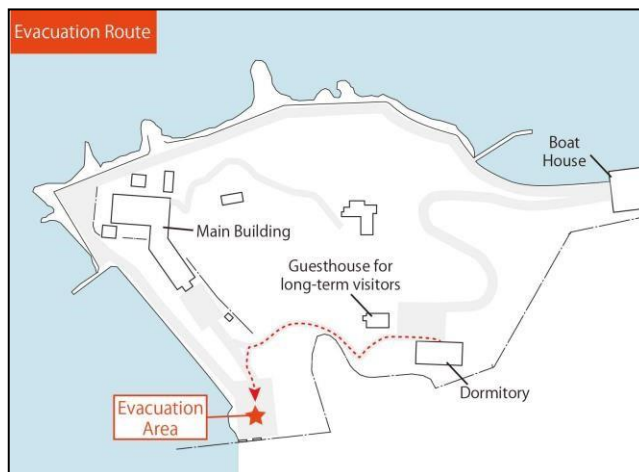 Evacuation Route
Boat
House
Main Building
Guesthouse for
long-term visitors
Dormitory
Evacuation
Area